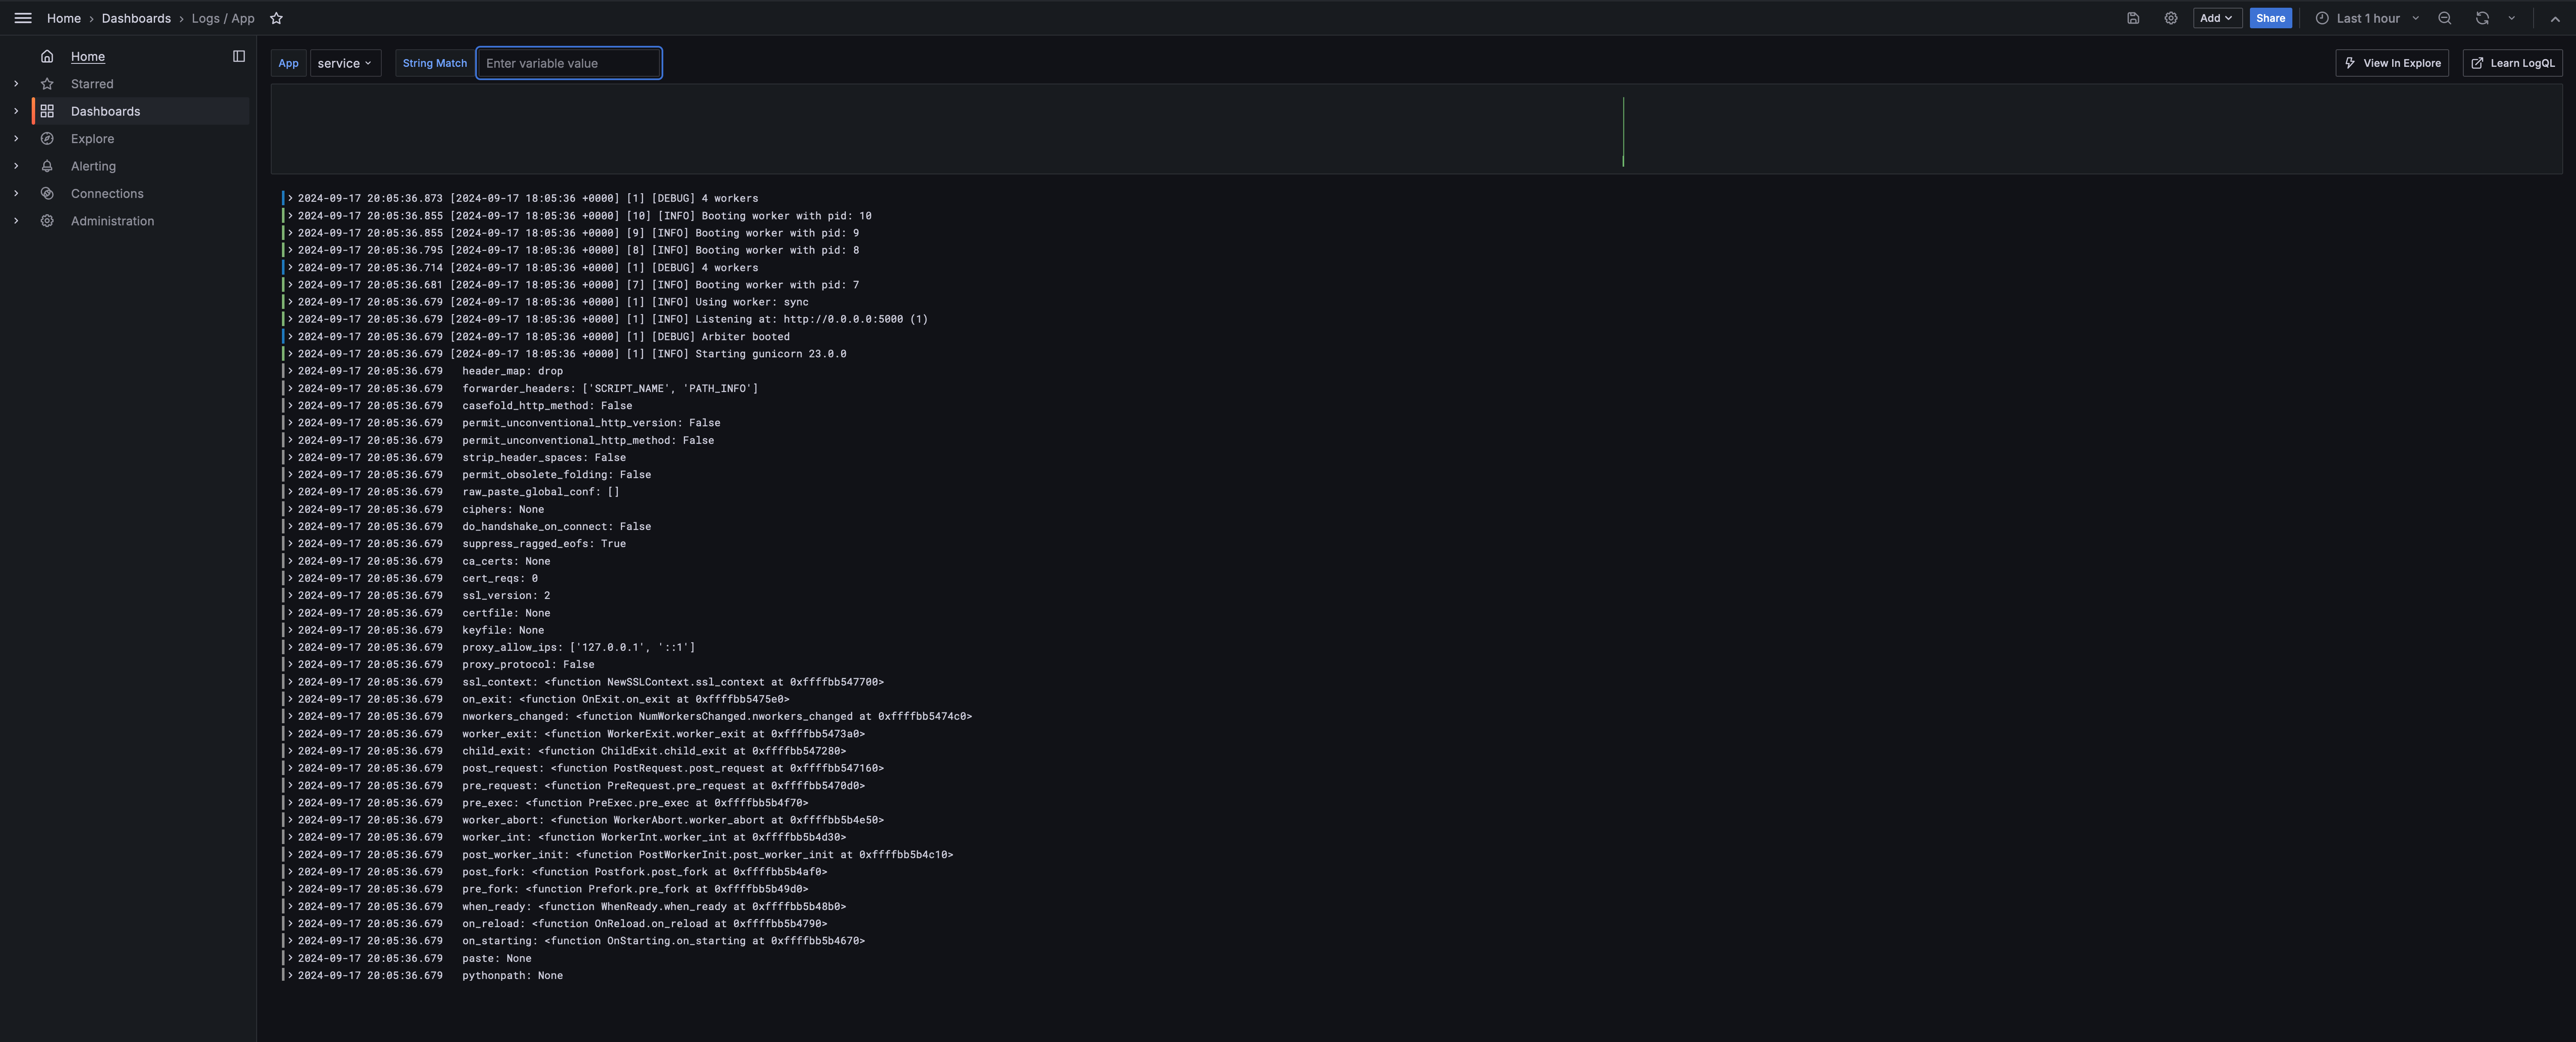 Home › Dashboards › Logs / App
Add
Share
Last 1 hour
Home
Starred
Dashboards
Explore
Alerting
Connections
Administration
App service String Match Enter variable value
View In Explore
Learn LogQL
2024-09-17 20:05:36.873 [2024-09-17 18:05:36 +0000] [1] [DEBUG] 4 workers
2024-09-17 20:05:36.855 [2024-09-17 18:05:36 +0000] [10] [INFO] Booting worker with pid: 10
2024-09-17 20:05:36.855 [2024-09-17 18:05:36 +0000] [9] [INFO] Booting worker with pid: 9
2024-09-17 20:05:36.795 [2024-09-17 18:05:36 +0000] [8] [INFO] Booting worker with pid: 8
2024-09-17 20:05:36.714 [2024-09-17 18:05:36 +0000] [1] [DEBUG] 4 workers
2024-09-17 20:05:36.681 [2024-09-17 18:05:36 +0000] [7] [INFO] Booting worker with pid: 7
2024-09-17 20:05:36.679 [2024-09-17 18:05:36 +0000] [1] [INFO] Using worker: sync
2024-09-17 20:05:36.679 [2024-09-17 18:05:36 +0000] [1] [INFO] Listening at: http://0.0.0.0:5000 (1)
2024-09-17 20:05:36.679 [2024-09-17 18:05:36 +0000] [1] [DEBUG] Arbiter booted
2024-09-17 20:05:36.679 [2024-09-17 18:05:36 +0000] [1] [INFO] Starting gunicorn 23.0.0
2024-09-17 20:05:36.679 header_map: drop
2024-09-17 20:05:36.679 forwarder_headers: ['SCRIPT_NAME', 'PATH_INFO']
2024-09-17 20:05:36.679 casefold_http_method: False
2024-09-17 20:05:36.679 permit_unconventional_http_version: False
2024-09-17 20:05:36.679 permit_unconventional_http_method: False
2024-09-17 20:05:36.679 strip_header_spaces: False
2024-09-17 20:05:36.679 permit_obsolete_folding: False
2024-09-17 20:05:36.679 raw_paste_global_conf: []
2024-09-17 20:05:36.679 ciphers: None
2024-09-17 20:05:36.679 do_handshake_on_connect: False
2024-09-17 20:05:36.679 suppress_ragged_eofs: True
2024-09-17 20:05:36.679 ca_certs: None
2024-09-17 20:05:36.679 cert_reqs: 0
2024-09-17 20:05:36.679 ssl_version: 2
2024-09-17 20:05:36.679 certfile: None
2024-09-17 20:05:36.679 keyfile: None
2024-09-17 20:05:36.679 proxy_allow_ips: ['127.0.0.1', '::1']
2024-09-17 20:05:36.679 proxy_protocol: False
2024-09-17 20:05:36.679 ssl_context: <function NewSSLContext.ssl_context at 0xffffbb547700>
2024-09-17 20:05:36.679 on_exit: <function OnExit.on_exit at 0xffffbb5475e0>
2024-09-17 20:05:36.679 nworkers_changed: <function NumWorkersChanged.nworkers_changed at 0xffffbb5474c0>
2024-09-17 20:05:36.679 worker_exit: <function WorkerExit.worker_exit at 0xffffbb5473a0>
2024-09-17 20:05:36.679 child_exit: <function ChildExit.child_exit at 0xffffbb547280>
2024-09-17 20:05:36.679 post_request: <function PostRequest.post_request at 0xffffbb547160>
2024-09-17 20:05:36.679 pre_request: <function PreRequest.pre_request at 0xffffbb5470d0>
2024-09-17 20:05:36.679 pre_exec: <function PreExec.pre_exec at 0xffffbb5b4f70>
2024-09-17 20:05:36.679 worker_abort: <function WorkerAbort.worker_abort at 0xffffbb5b4e50>
2024-09-17 20:05:36.679 worker_int: <function WorkerInt.worker_int at 0xffffbb5b4d30>
2024-09-17 20:05:36.679 post_worker_init: <function PostWorkerInit.post_worker_init at 0xffffbb5b4c10>
2024-09-17 20:05:36.679 post_fork: <function Postfork.post_fork at 0xffffbb5b4af0>
2024-09-17 20:05:36.679 pre_fork: <function Prefork.pre_fork at 0xffffbb5b49d0>
2024-09-17 20:05:36.679 when_ready: <function WhenReady.when_ready at 0xffffbb5b48b0>
2024-09-17 20:05:36.679 on_reload: <function OnReload.on_reload at 0xffffbb5b4790>
2024-09-17 20:05:36.679 on_starting: <function OnStarting.on_starting at 0xffffbb5b4670>
2024-09-17 20:05:36.679 paste: None
2024-09-17 20:05:36.679 pythonpath: None